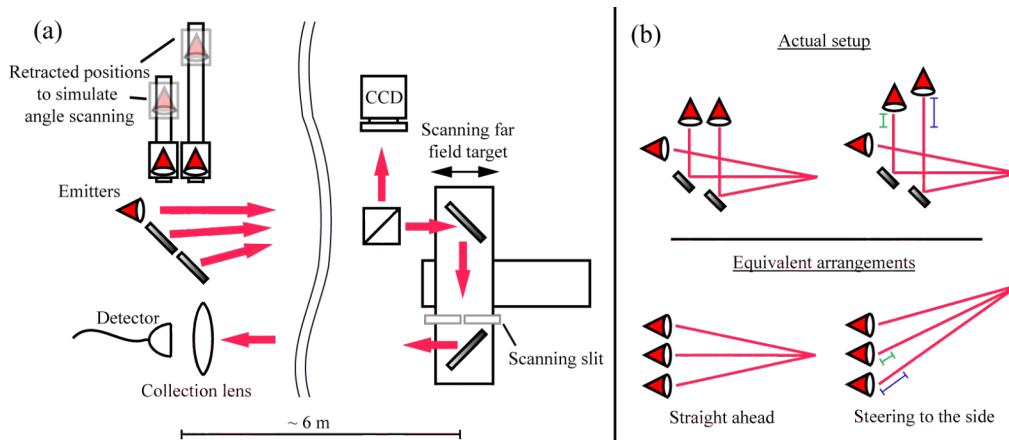 (a)
Retracted positions
to simulate
angle scanning
Emitters
Detector
Collection lens
CCD
Scanning far
field target
Scanning slit
~ 6 m
(b)
Actual setup
Equivalent arrangements
Straight ahead
Steering to the side